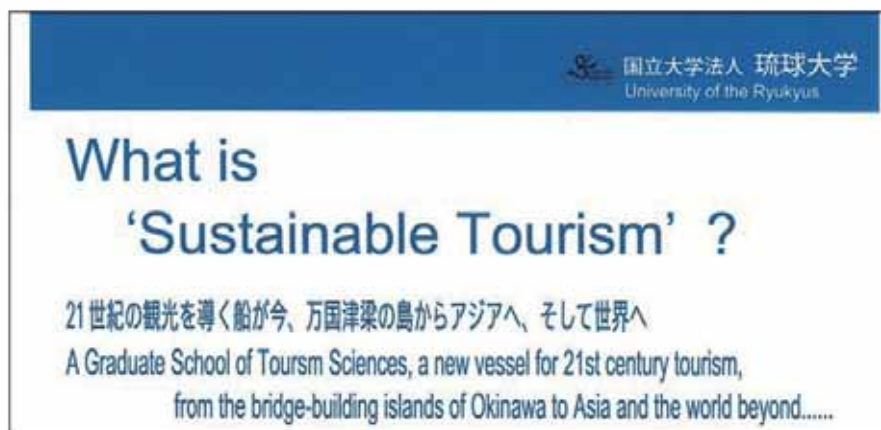 国立大学法人 琉球大学
University of the Ryukyus
What is
‘Sustainable Tourism’ ?
21世紀の観光を導く船が今、万国津梁の島からアジアへ、そして世界へ
A Graduate School of Toursm Sciences, a new vessel for 21st century tourism,
from the bridge-building islands of Okinawa to Asia and the world beyond......